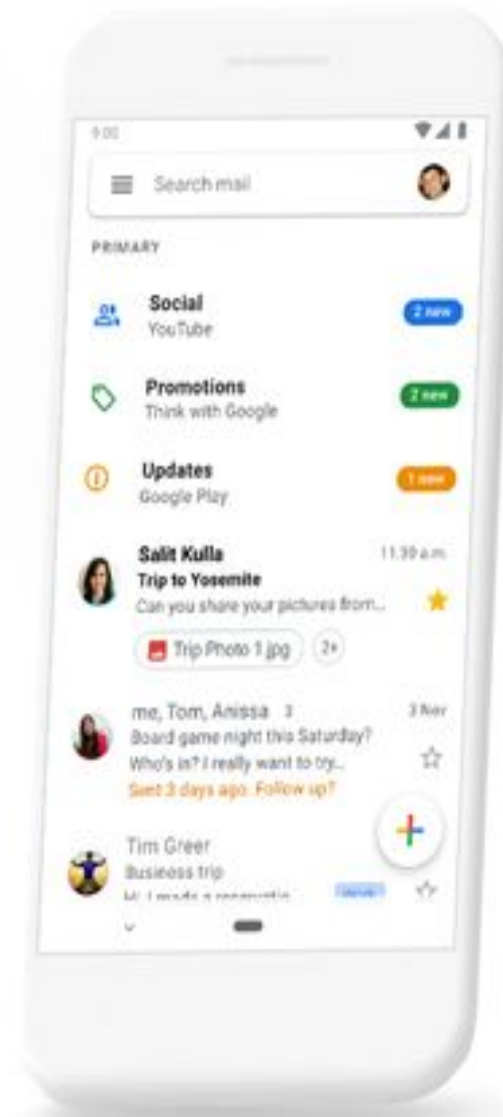 9:00
Search mail
PRIMARY
Social
2 new
YouTube
Promotions
2 new
Think with Google
Updates
1 new
Google Play
Salit Kulla 11.30 a.m.
Trip to Yosemite
Can you share your pictures from...
Trip Photo 1.jpg 2+
me, Tom, Anissa 3 3 Nov
Board game night this Saturday?
Who's in? I really want to try...
Sent 3 days ago. Follow up?
Tim Greer
Business trip
Hi, I made a reservatio